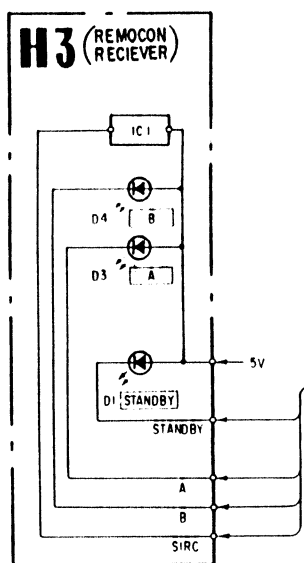 H3 (REMOCON RECIEVER)
IC1
D4 B
D3 A
5V
D1 STANDBY
STANDBY
A
B
SIRC